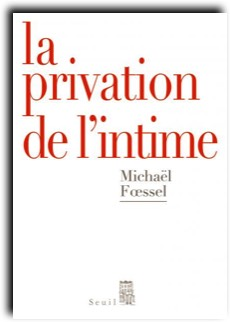 la
privation
de l'intime
Michaël
Fœssel
Seuil